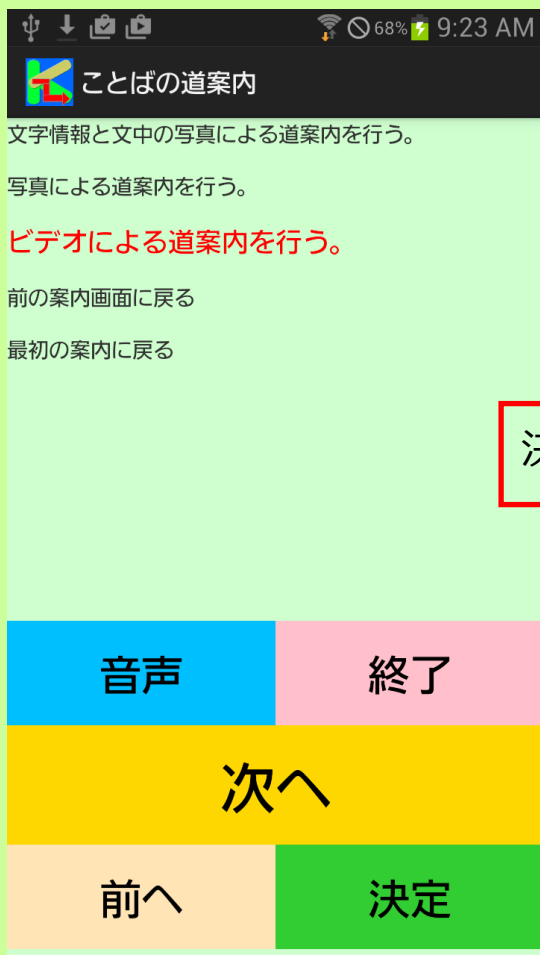 68% 9:23 AM
ことばの道案内
文字情報と文中の写真による道案内を行う。
写真による道案内を行う。
ビデオによる道案内を行う。
前の案内画面に戻る
最初の案内に戻る
音声 終了
次へ
前へ 決定